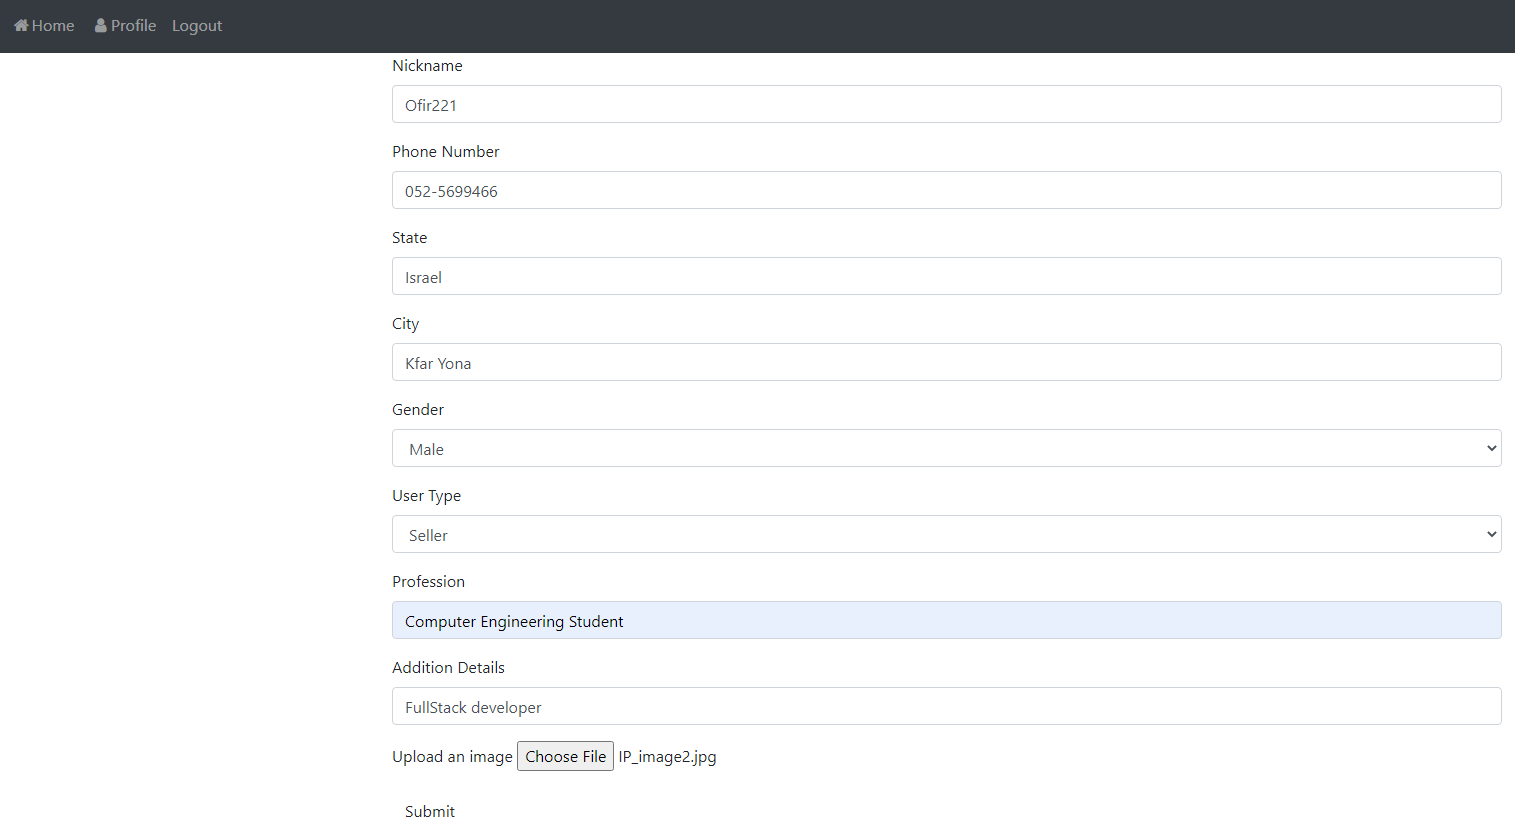 Home Profile Logout
Nickname
Ofir221
Phone Number
052-5699466
State
Israel
City
Kfar Yona
Gender
Male
User Type
Seller
Profession
Computer Engineering Student
Addition Details
FullStack developer
Upload an image Choose File IP_image2.jpg
Submit